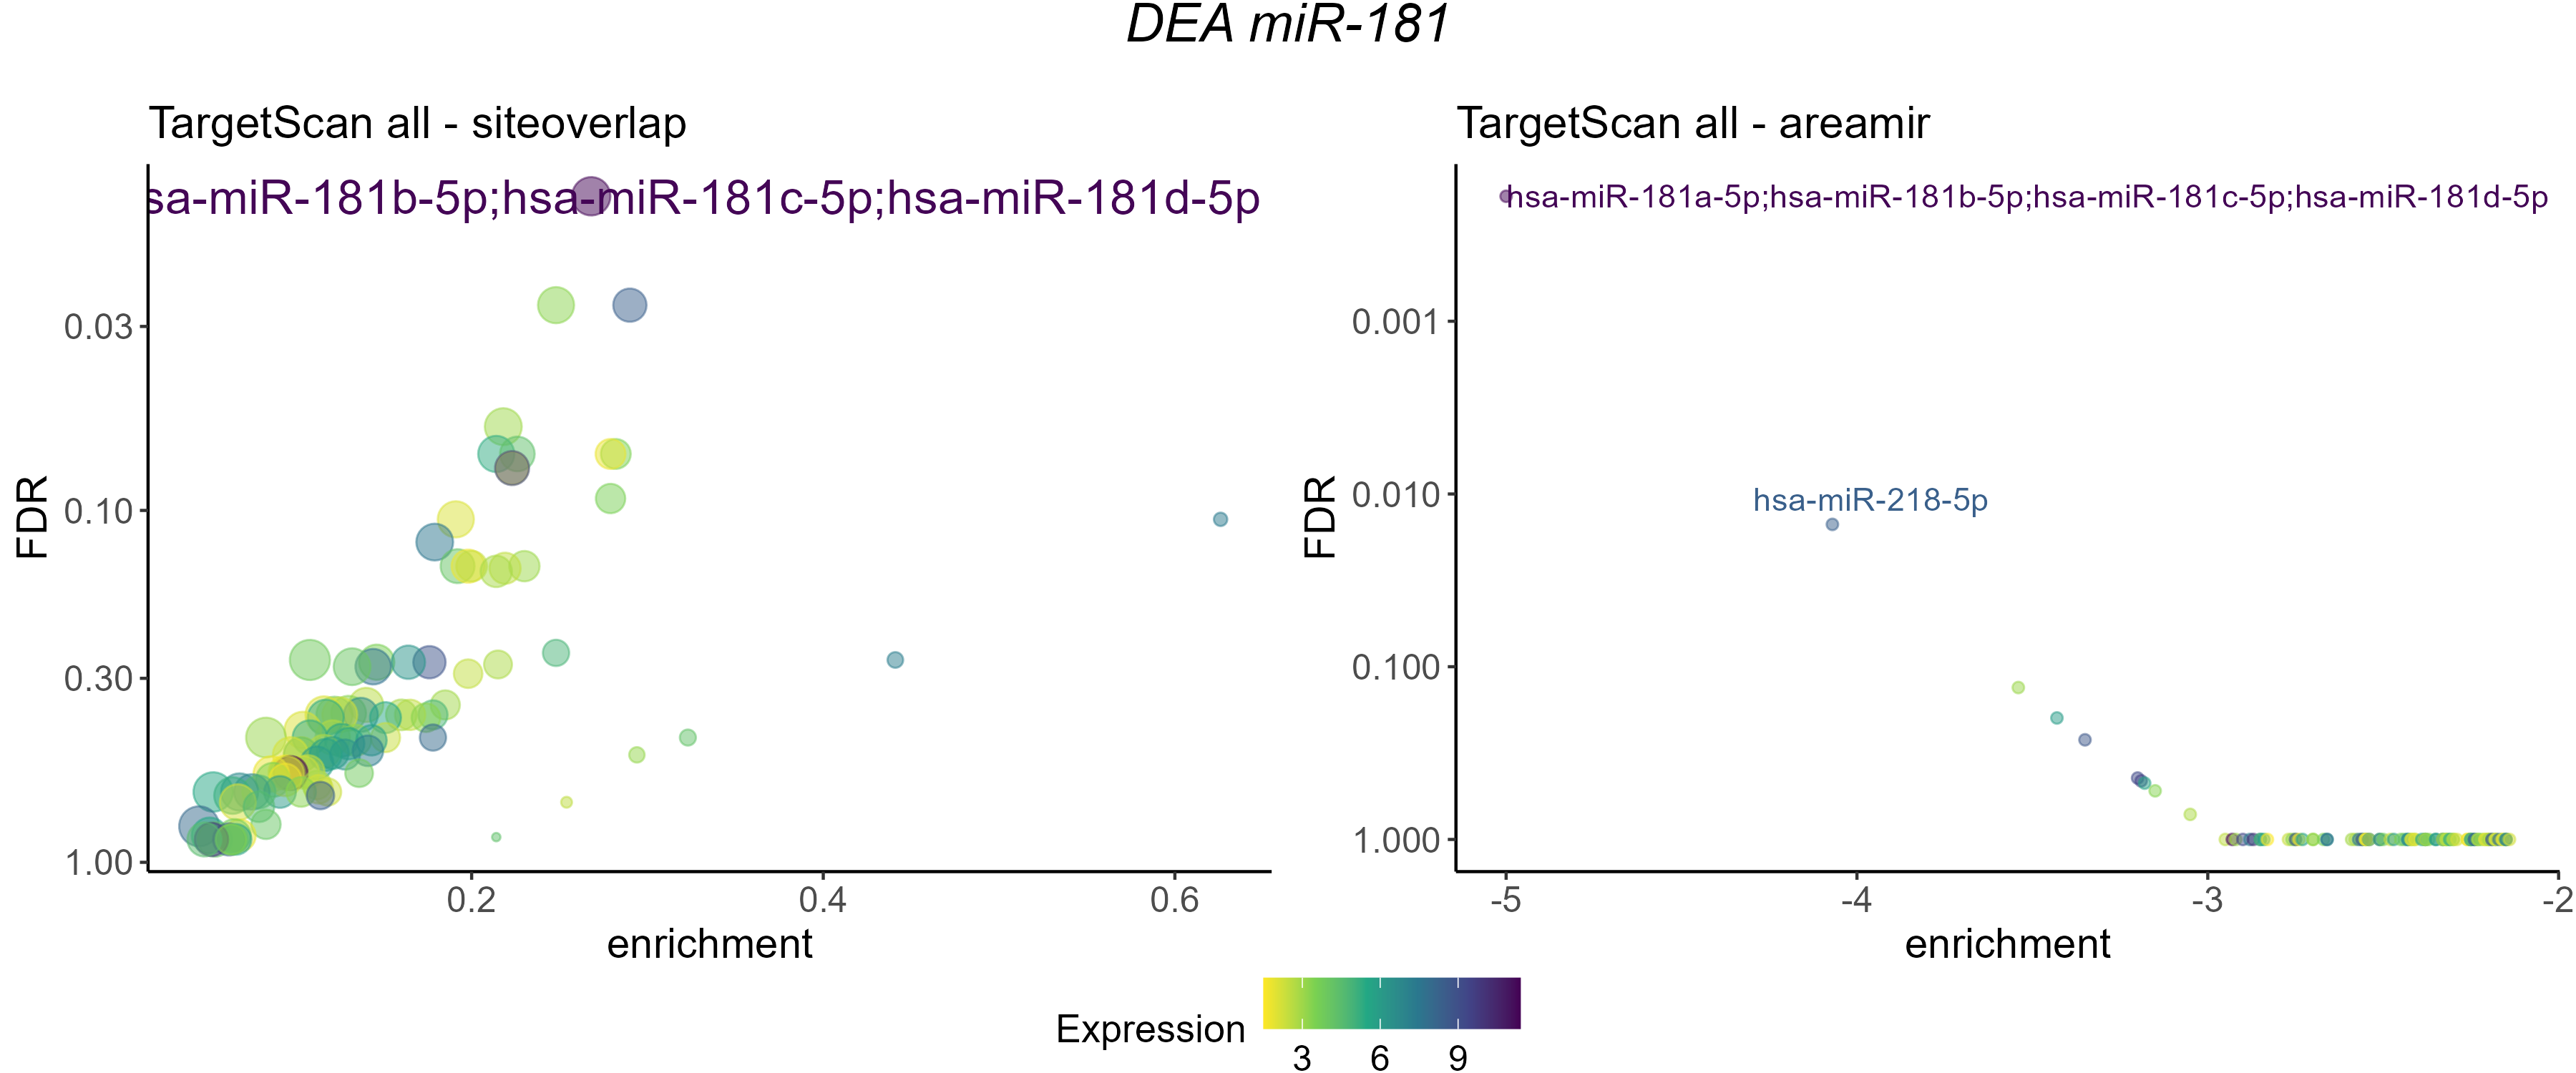 DEA miR-181
TargetScan all - siteoverlap
sa-miR-181b-5p;hsa-miR-181c-5p;hsa-miR-181d-5p
FDR
0.03
0.10
0.30
1.00
0.2
0.4
0.6
enrichment
TargetScan all - areamir
hsa-miR-181a-5p;hsa-miR-181b-5p;hsa-miR-181c-5p;hsa-miR-181d-5p
hsa-miR-218-5p
FDR
0.001
0.010
0.100
1.000
-5
-4
-3
-2
enrichment
Expression
3
6
9